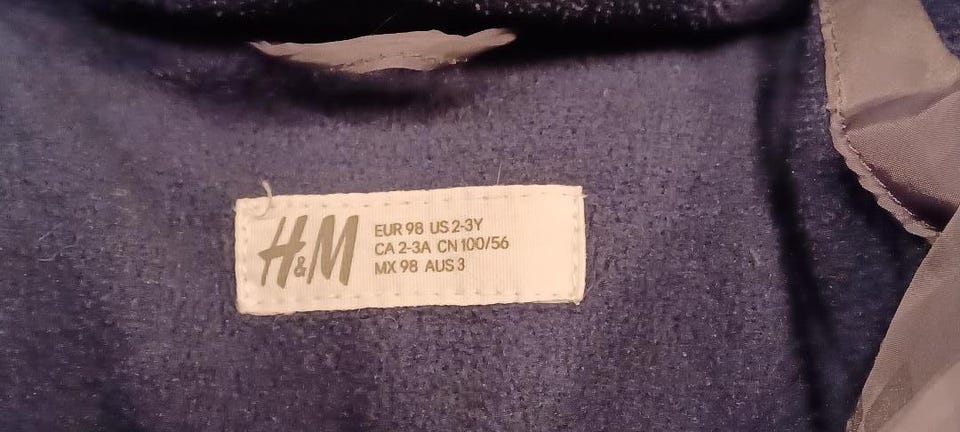 H&M
EUR 98 US 2-3Y
CA 2-3A CN 100/56
MX 98 AUS 3